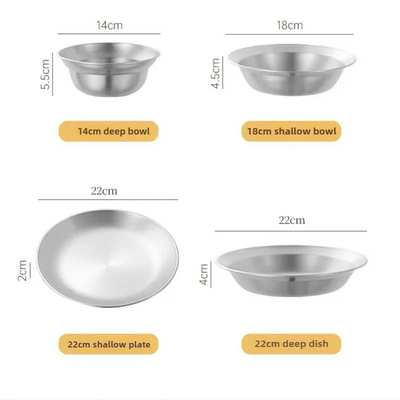 14cm
18cm
5.5cm
4.5cm
14cm deep bowl
18cm shallow bowl
22cm
22cm
2cm
4cm
22cm shallow plate
22cm deep dish